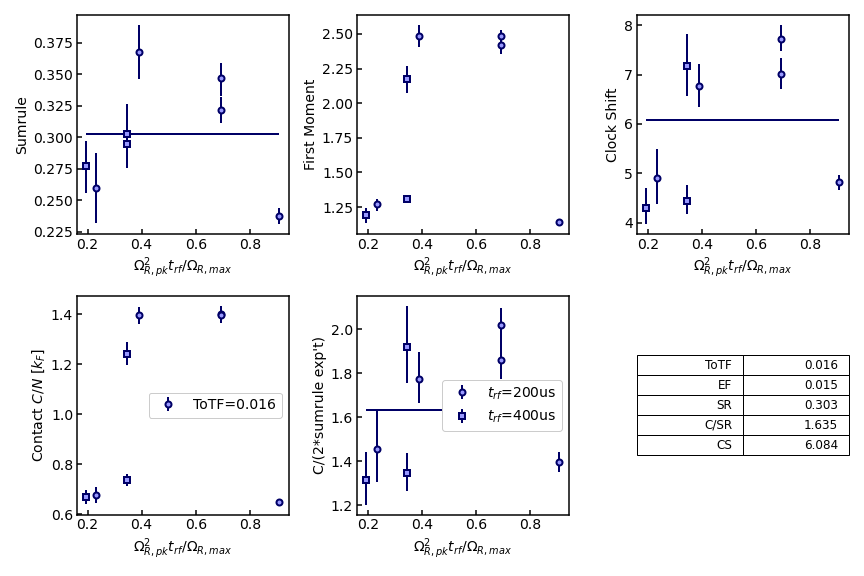 Sumrule
0.375
0.350
0.325
0.300
0.275
0.250
0.225
0.2 0.4 0.6 0.8
Ω²R,pk trf/ΩR,max
First Moment
2.50
2.25
2.00
1.75
1.50
1.25
0.2 0.4 0.6 0.8
Ω²R,pk trf/ΩR,max
Clock Shift
8
7
6
5
4
0.2 0.4 0.6 0.8
Ω²R,pk trf/ΩR,max
Contact C/N [kF]
1.4
1.2
1.0
0.8
0.6
ToTF=0.016
0.2 0.4 0.6 0.8
Ω²R,pk trf/ΩR,max
C/(2*sumrule exp't)
2.0
1.8
1.6
1.4
1.2
trf=200us
trf=400us
0.2 0.4 0.6 0.8
Ω²R,pk trf/ΩR,max
ToTF 0.016
EF 0.015
SR 0.303
C/SR 1.635
CS 6.084